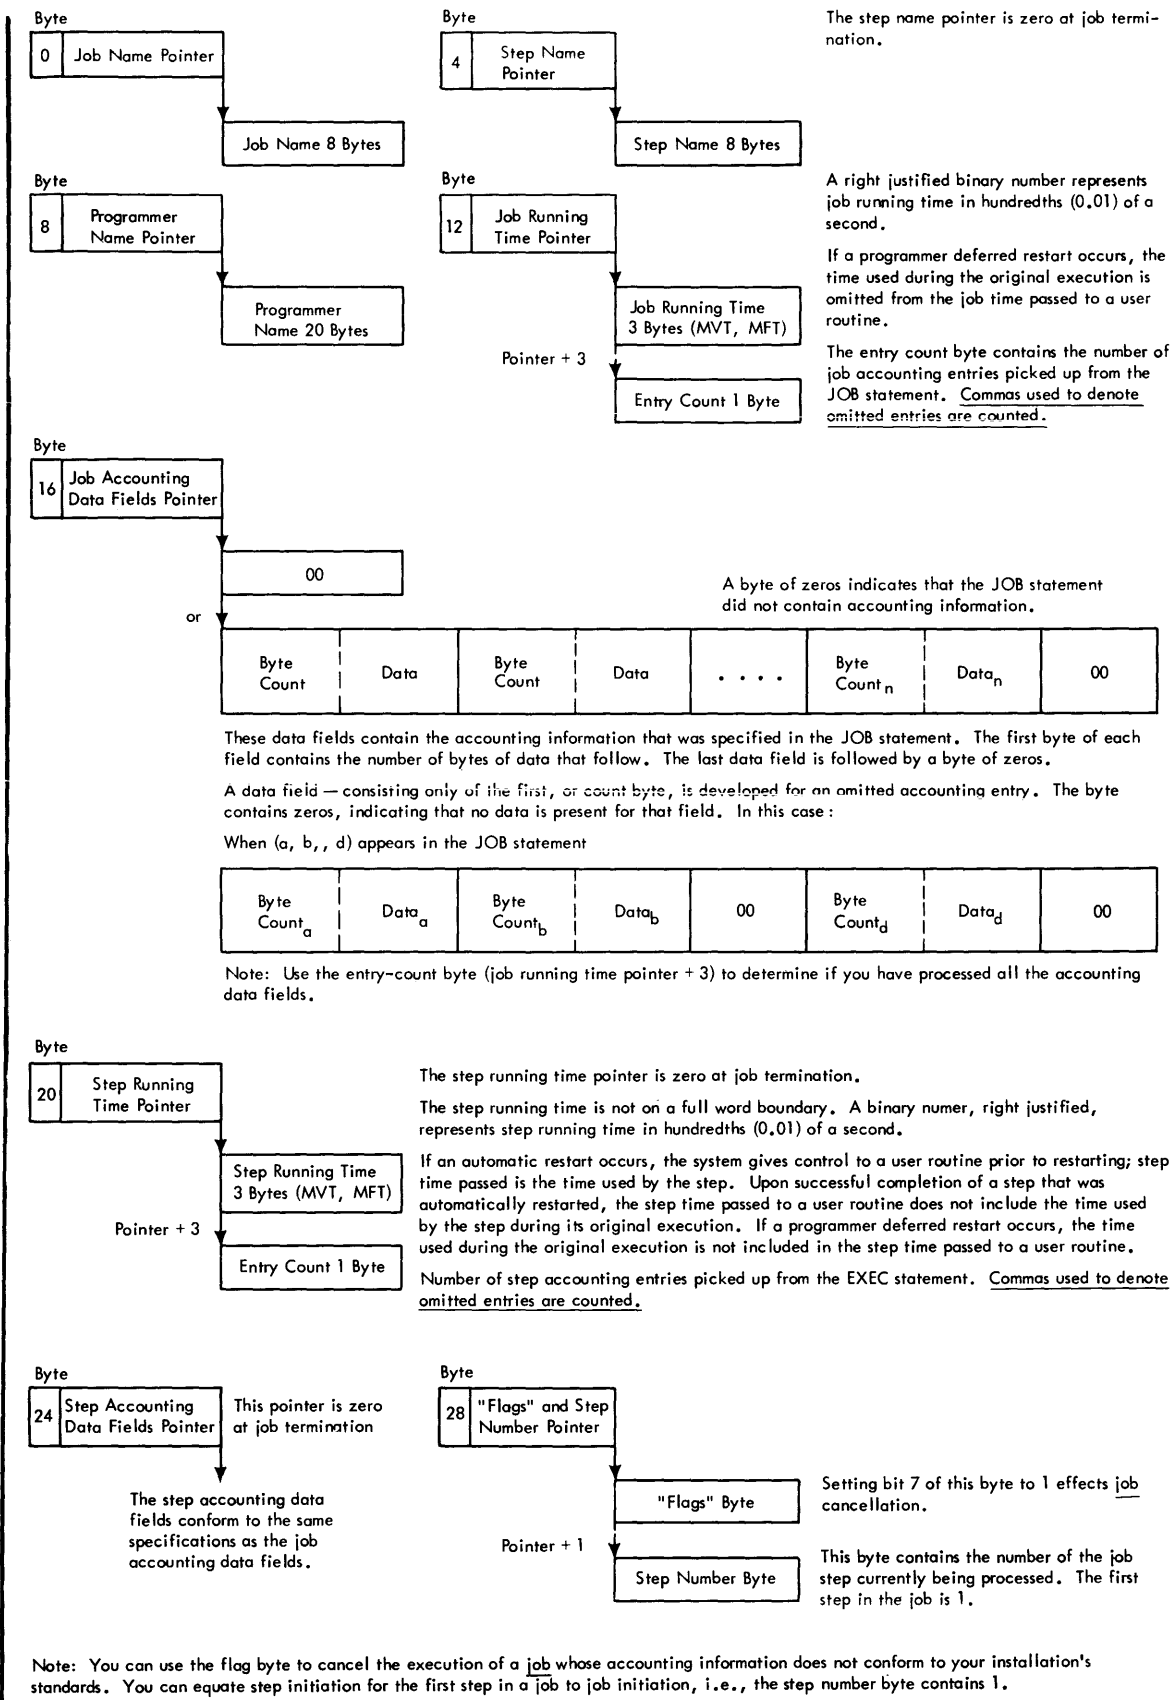 Byte
0 Job Name Pointer
Job Name 8 Bytes
Byte
4 Step Name
Pointer
Step Name 8 Bytes
The step name pointer is zero at job termi-
nation.
Byte
8 Programmer
Name Pointer
Programmer
Name 20 Bytes
Byte
12 Job Running
Time Pointer
Job Running Time
3 Bytes (MVT, MFT)
Pointer + 3
Entry Count 1 Byte
A right justified binary number represents
job running time in hundredths (0.01) of a
second.
If a programmer deferred restart occurs, the
time used during the original execution is
omitted from the job time passed to a user
routine.
The entry count byte contains the number of
job accounting entries picked up from the
JOB statement. Commas used to denote
omitted entries are counted.
Byte
16 Job Accounting
Data Fields Pointer
00
A byte of zeros indicates that the JOB statement
did not contain accounting information.
or
Byte Count Data Byte Count Data . . . . Byte Count n Data n 00
These data fields contain the accounting information that was specified in the JOB statement. The first byte of each
field contains the number of bytes of data that follow. The last data field is followed by a byte of zeros.
A data field — consisting only of the first, or count byte, is developed for an omitted accounting entry. The byte
contains zeros, indicating that no data is present for that field. In this case :
When (a, b, , d) appears in the JOB statement
Byte Count a Data a Byte Count b Data b 00 Byte Count d Data d 00
Note: Use the entry-count byte (job running time pointer + 3) to determine if you have processed all the accounting
data fields.
Byte
20 Step Running
Time Pointer
Step Running Time
3 Bytes (MVT, MFT)
Pointer + 3
Entry Count 1 Byte
The step running time pointer is zero at job termination.
The step running time is not on a full word boundary. A binary numer, right justified,
represents step running time in hundredths (0.01) of a second.
If an automatic restart occurs, the system gives control to a user routine prior to restarting; step
time passed is the time used by the step. Upon successful completion of a step that was
automatically restarted, the step time passed to a user routine does not include the time used
by the step during its original execution. If a programmer deferred restart occurs, the time
used during the original execution is not included in the step time passed to a user routine.
Number of step accounting entries picked up from the EXEC statement. Commas used to denote
omitted entries are counted.
Byte
24 Step Accounting
Data Fields Pointer
This pointer is zero
at job termination
The step accounting data
fields conform to the same
specifications as the job
accounting data fields.
Byte
28 "Flags" and Step
Number Pointer
"Flags" Byte
Setting bit 7 of this byte to 1 effects job
cancellation.
Pointer + 1
Step Number Byte
This byte contains the number of the job
step currently being processed. The first
step in the job is 1.
Note: You can use the flag byte to cancel the execution of a job whose accounting information does not conform to your installation's
standards. You can equate step initiation for the first step in a job to job initiation, i.e., the step number byte contains 1.